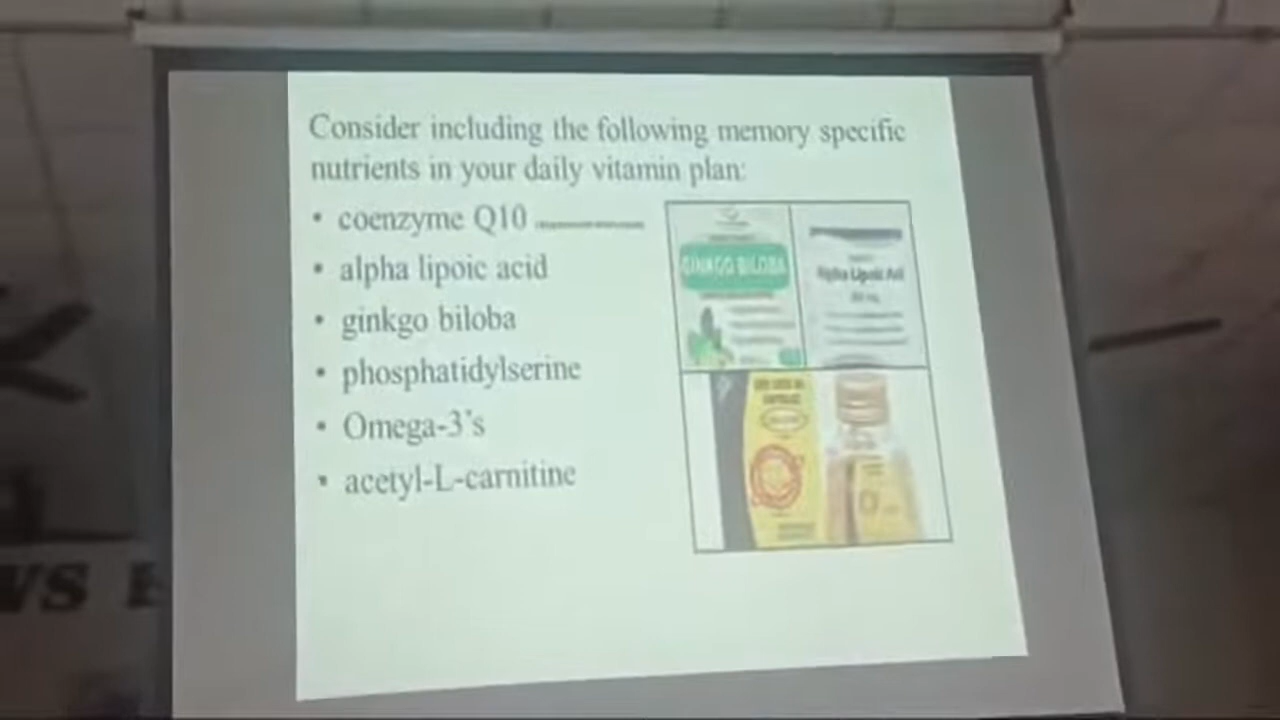 Consider including the following memory specific
nutrients in your daily vitamin plan:
• coenzyme Q10
• alpha lipoic acid
• ginkgo biloba
• phosphatidylserine
• Omega-3's
• acetyl-L-carnitine
GINKGO BILOBA
Alpha Lipoic Acid
WS